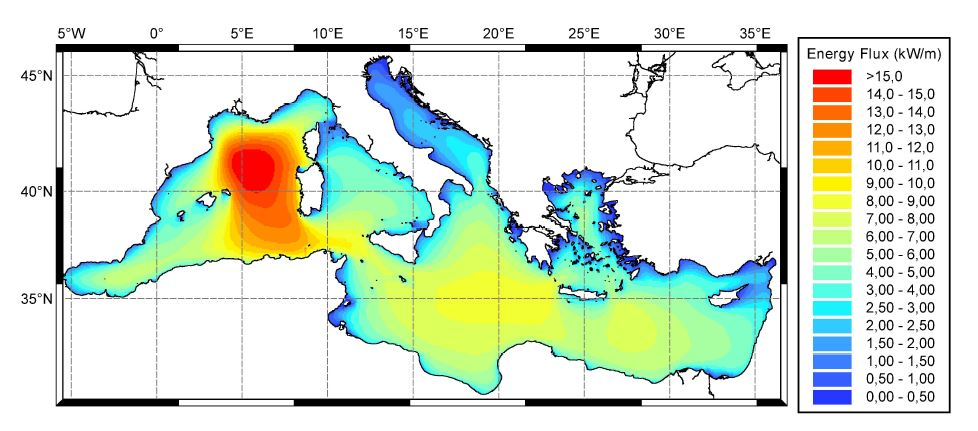 5°W 0° 5°E 10°E 15°E 20°E 25°E 30°E 35°E
45°N
40°N
35°N
Energy Flux (kW/m)
>15,0
14,0 - 15,0
13,0 - 14,0
12,0 - 13,0
11,0 - 12,0
10,0 - 11,0
9,00 - 10,0
8,00 - 9,00
7,00 - 8,00
6,00 - 7,00
5,00 - 6,00
4,00 - 5,00
3,00 - 4,00
2,50 - 3,00
2,00 - 2,50
1,50 - 2,00
1,00 - 1,50
0,50 - 1,00
0,00 - 0,50